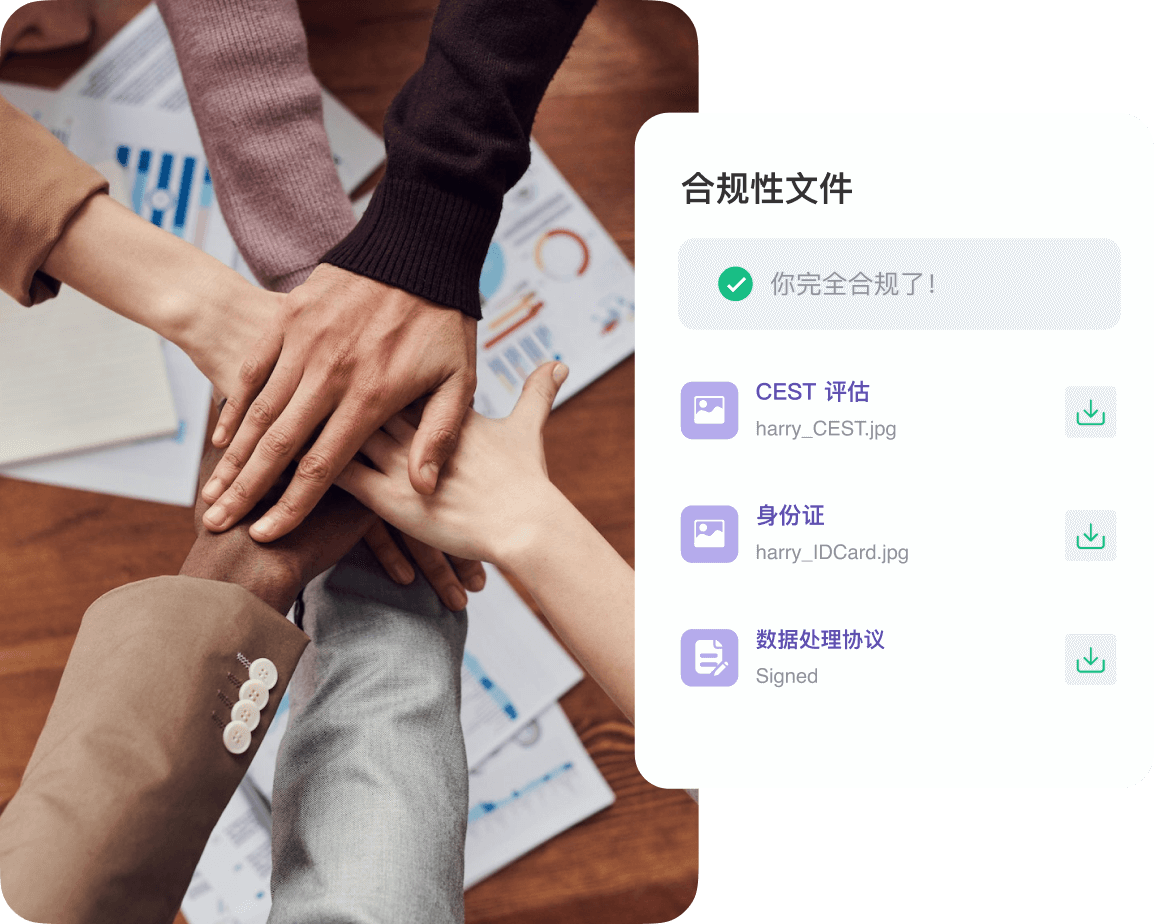 合规性文件
你完全合规了！
CEST 评估
harry_CEST.jpg
身份证
harry_IDCard.jpg
数据处理协议
Signed